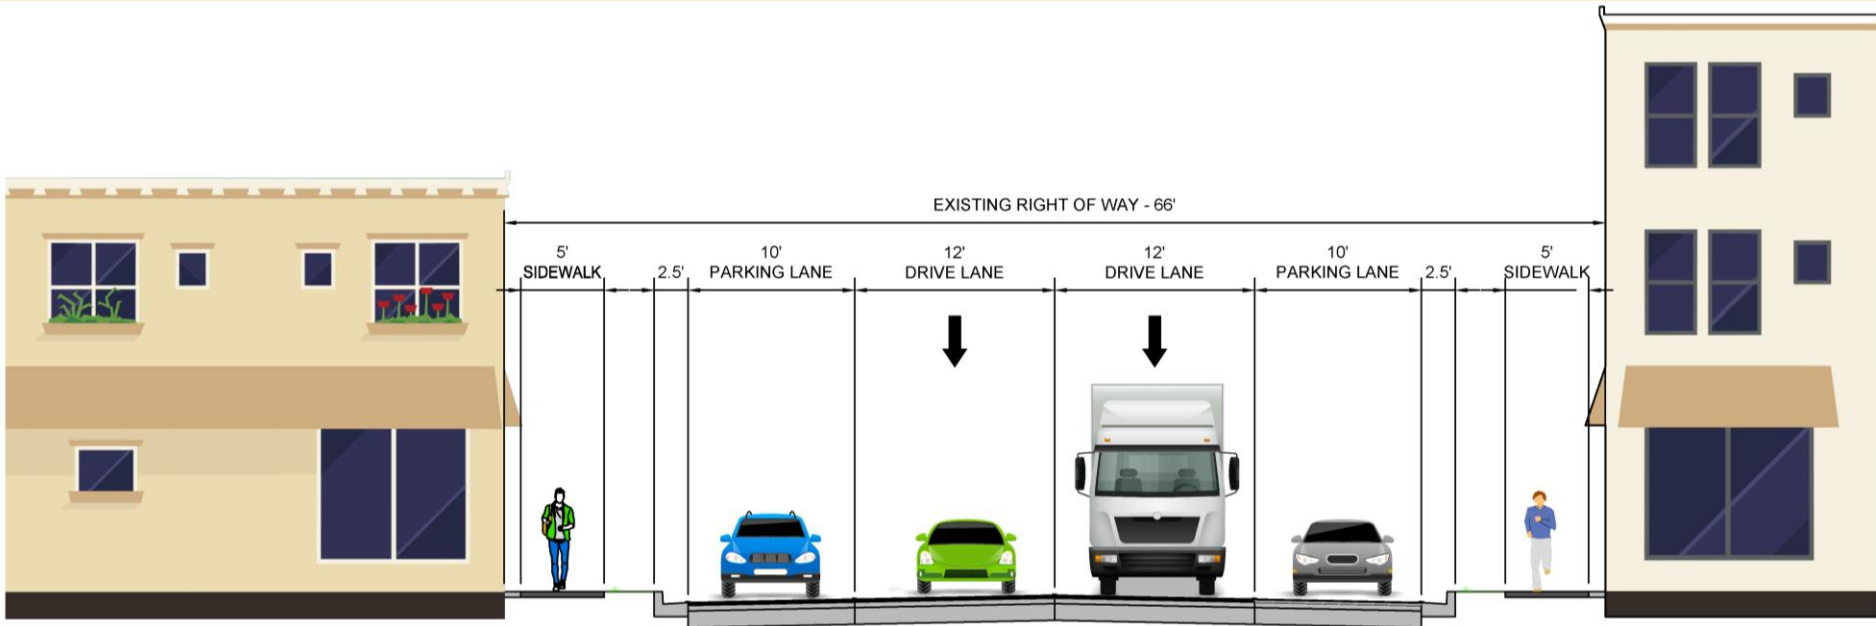 EXISTING RIGHT OF WAY - 66'
5'
SIDEWALK
2.5'
10'
PARKING LANE
12'
DRIVE LANE
12'
DRIVE LANE
10'
PARKING LANE
2.5'
5'
SIDEWALK